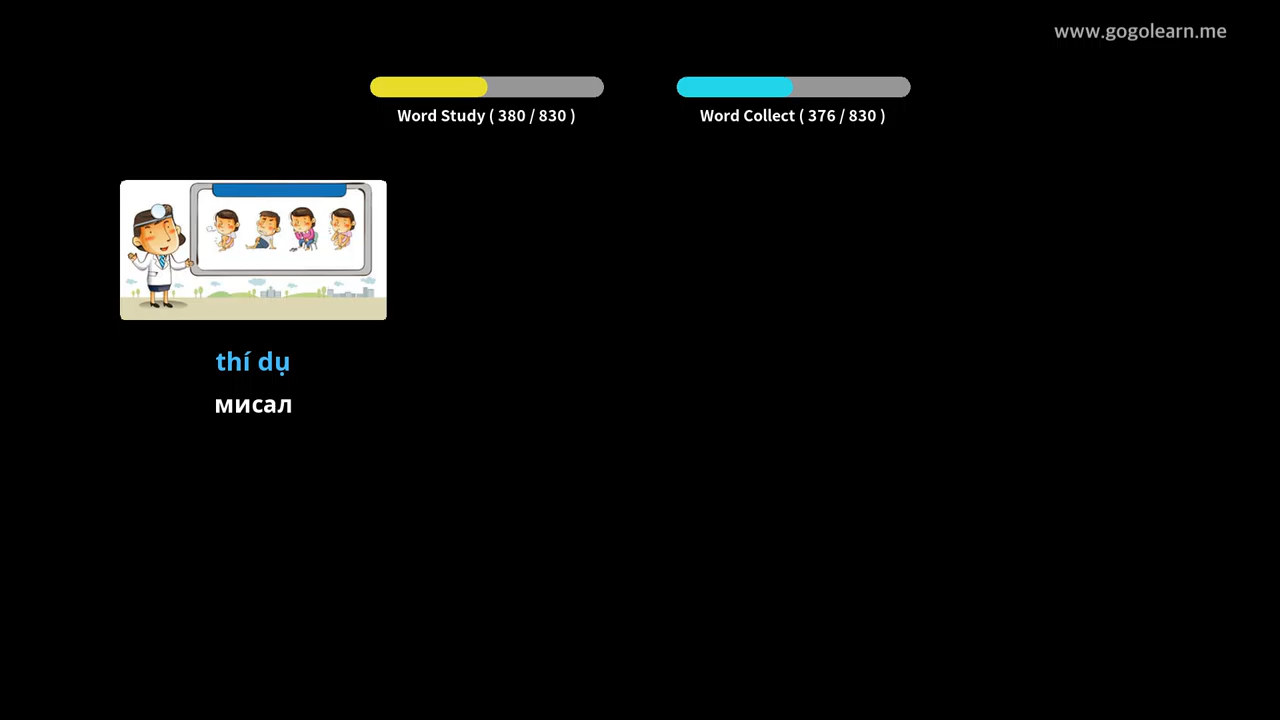 www.gogolearn.me
Word Study ( 380 / 830 )
Word Collect ( 376 / 830 )
thí dụ
мисал